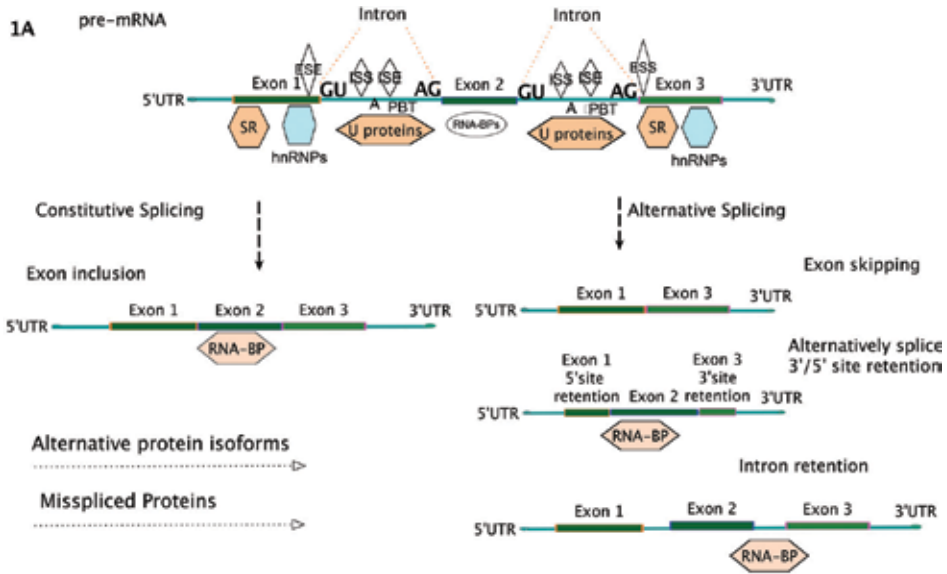 1A
pre-mRNA
Intron
Intron
ESE
ISS
ISE
ISS
ISE
ESS
5'UTR
Exon 1
GU
AG
Exon 2
GU
AG
Exon 3
3'UTR
A
PBT
A
PBT
SR
hnRNPs
U proteins
RNA-BPs
U proteins
SR
hnRNPs
Constitutive Splicing
Alternative Splicing
Exon inclusion
5'UTR
Exon 1
Exon 2
Exon 3
3'UTR
RNA-BP
Exon skipping
5'UTR
Exon 1
Exon 3
3'UTR
Alternatively splice
3'/5' site retention
Exon 1
5'site
retention
Exon 2
Exon 3
3'site
retention
5'UTR
3'UTR
RNA-BP
Alternative protein isoforms
Misspliced Proteins
Intron retention
5'UTR
Exon 1
Exon 2
Exon 3
3'UTR
RNA-BP